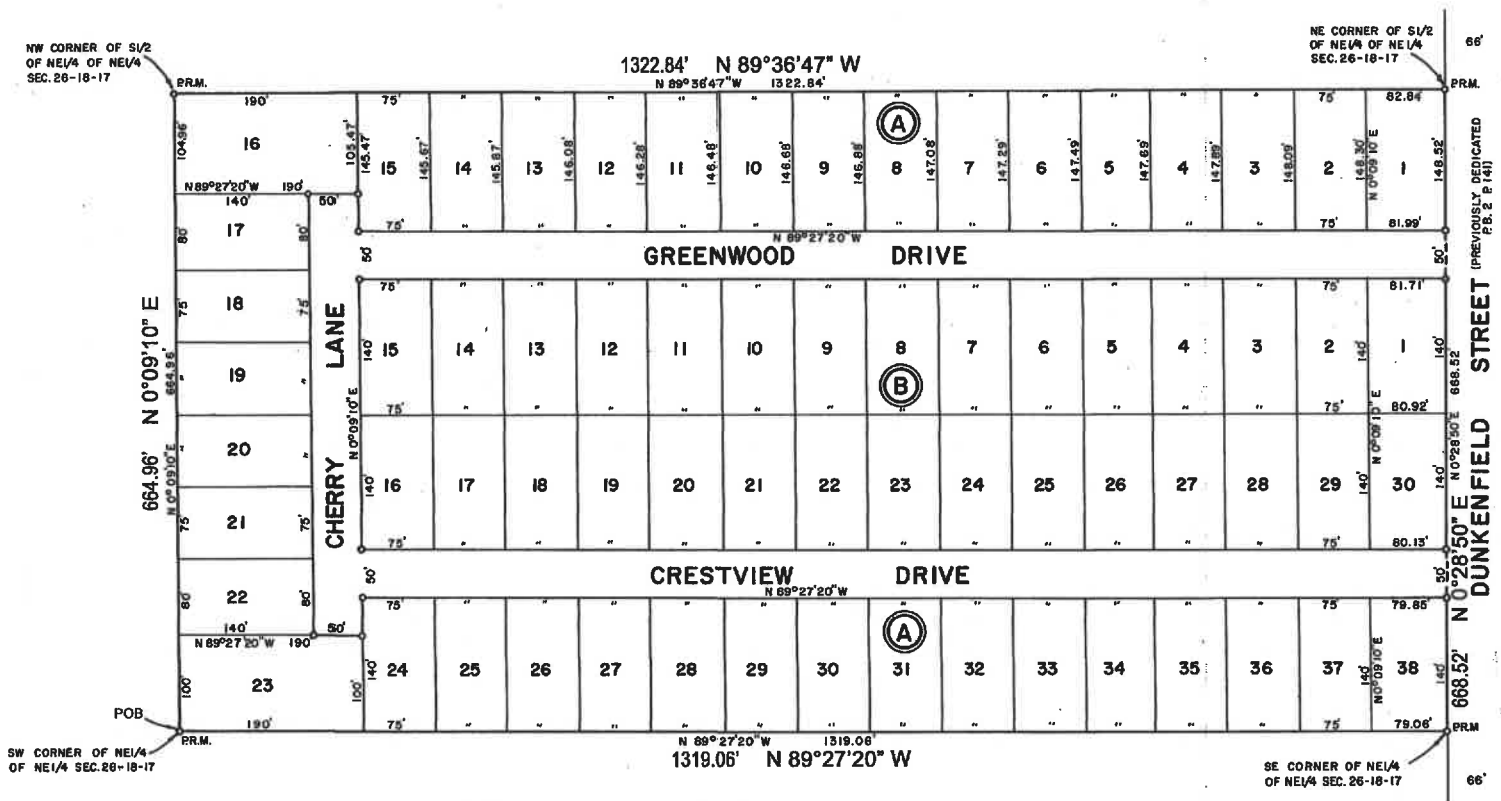 NW CORNER OF S1/2
OF NE1/4 OF NE1/4
SEC. 26-18-17
NE CORNER OF S1/2
OF NE1/4 OF NE1/4
SEC. 26-18-17
66'
1322.84' N 89°36'47" W
N 89°36'47" W 1322.84'
P.R.M.
P.R.M.
190' 75' " " " " " " " " " " " " 75' 82.84'
A
104.96' 105.47' 145.47' 145.67' 145.87' 146.08' 146.28' 146.48' 146.68' 146.88' 147.08' 147.29' 147.49' 147.69' 147.89' 148.09' 148.30' N 0°09'10" E 148.52'
16 15 14 13 12 11 10 9 8 7 6 5 4 3 2 1
N 89°27'20" W 190'
140' 50'
75' " " " " " " " " " " " " 75' 81.99'
N 89°27'20" W
80' 17 80'
50' GREENWOOD DRIVE 50'
75' " " " " " " " " " " " " 75' 81.71'
75' 18 75'
140' 15 14 13 12 11 10 9 8 7 6 5 4 3 2 140' 1 140'
" 19 "
B
75' " " " " " " " " " " " " 75' 80.92'
N 0°09'10" E
N 0°09'10" E
" 20 "
140' 16 17 18 19 20 21 22 23 24 25 26 27 28 29 140' 30 140'
75' 21 75'
75' " " " " " " " " " " " " 75' 80.13'
CHERRY LANE
50' CRESTVIEW DRIVE 50'
N 89°27'20" W
80' 22 80'
75' " " " " " " " " " " " " 75' 79.85'
A
140' 50'
N 89°27'20" W 190'
100' 23 100'
140' 24 25 26 27 28 29 30 31 32 33 34 35 36 37 140' N 0°09'10" E 38 140'
190' 75' " " " " " " " " " " " " 75' 79.06'
664.96' N 0°09'10" E
664.96'
N 0°09'10" E
668.52
N 0°28'50" E
668.52' N 0°28'50" E
DUNKENFIELD STREET (PREVIOUSLY DEDICATED
P.B. 2 P. 141)
POB
P.R.M.
P.R.M
N 89°27'20" W 1319.06'
1319.06' N 89°27'20" W
SW CORNER OF NE1/4
OF NE1/4 SEC. 26-18-17
SE CORNER OF NE1/4
OF NE1/4 SEC. 26-18-17
66'